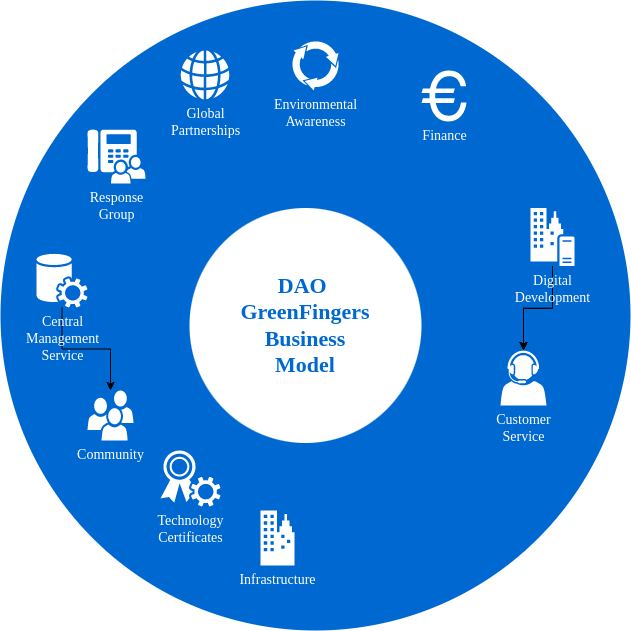 Global
Partnerships
Environmental
Awareness
Finance
Response
Group
Digital
Development
DAO
GreenFingers
Business
Model
Central
Management
Service
Customer
Service
Community
Technology
Certificates
Infrastructure